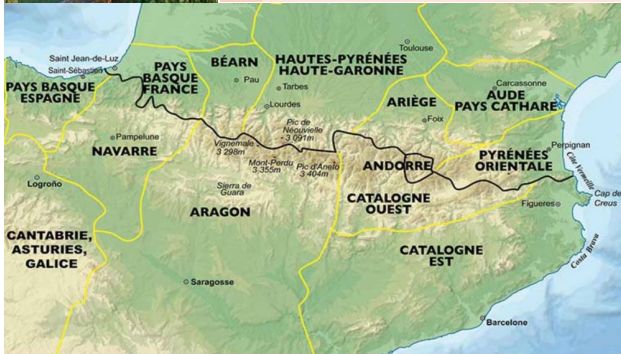 Toulouse
Saint Jean-de-Luz
Saint-Sébastien
PAYS
BASQUE
FRANCE
BÉARN
HAUTES-PYRÉNÉES
HAUTE-GARONNE
PAYS BASQUE
ESPAGNE
Pau
Tarbes
Lourdes
ARIÈGE
Foix
Carcassonne
AUDE
PAYS CATHARE
Pic de
Néouvielle
3 091m
Pampelune
NAVARRE
Vignemale
3 298m
Mont-Perdu
3 355m
Pic d'Aneto
3 404m
ANDORRE
PYRÉNÉES
ORIENTALE
Perpignan
Côte Vermeille
Cap de
Creus
Logroño
Sierra de
Guara
ARAGON
CATALOGNE
OUEST
Figueres
CANTABRIE,
ASTURIES,
GALICE
CATALOGNE
EST
Costa Brava
Saragosse
Barcelone